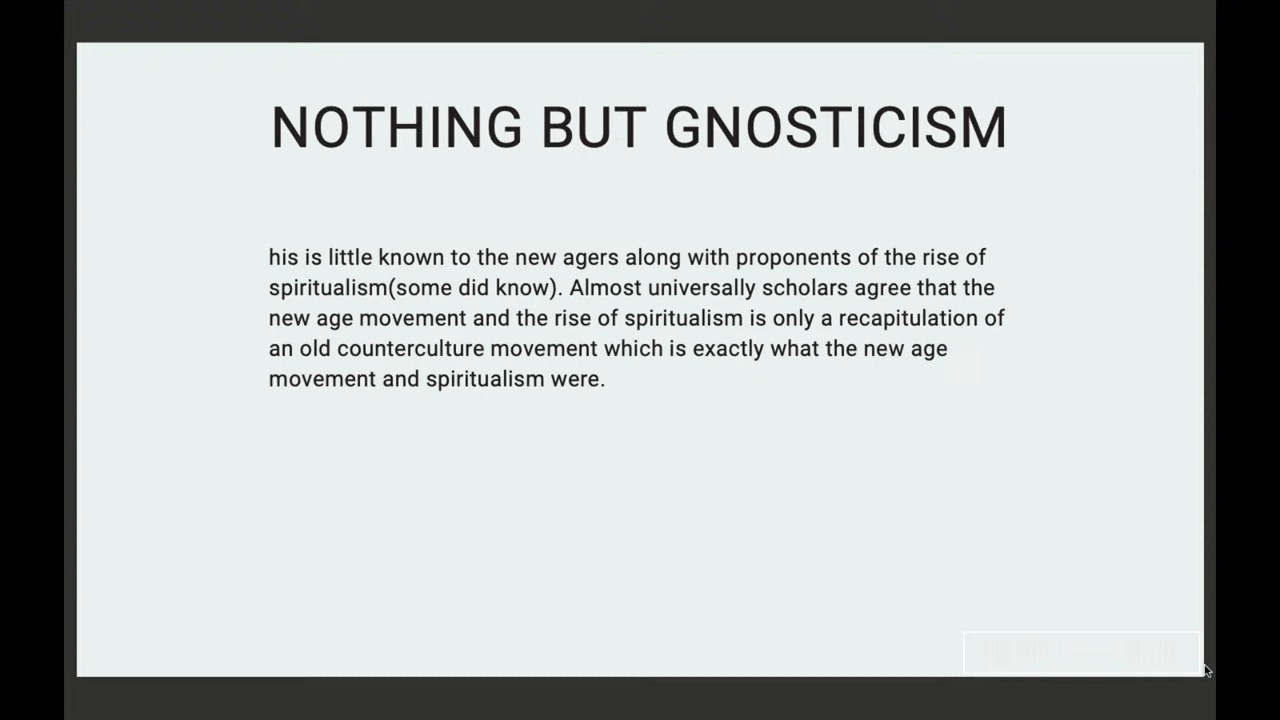 NOTHING BUT GNOSTICISM
his is little known to the new agers along with proponents of the rise of
spiritualism(some did know). Almost universally scholars agree that the
new age movement and the rise of spiritualism is only a recapitulation of
an old counterculture movement which is exactly what the new age
movement and spiritualism were.